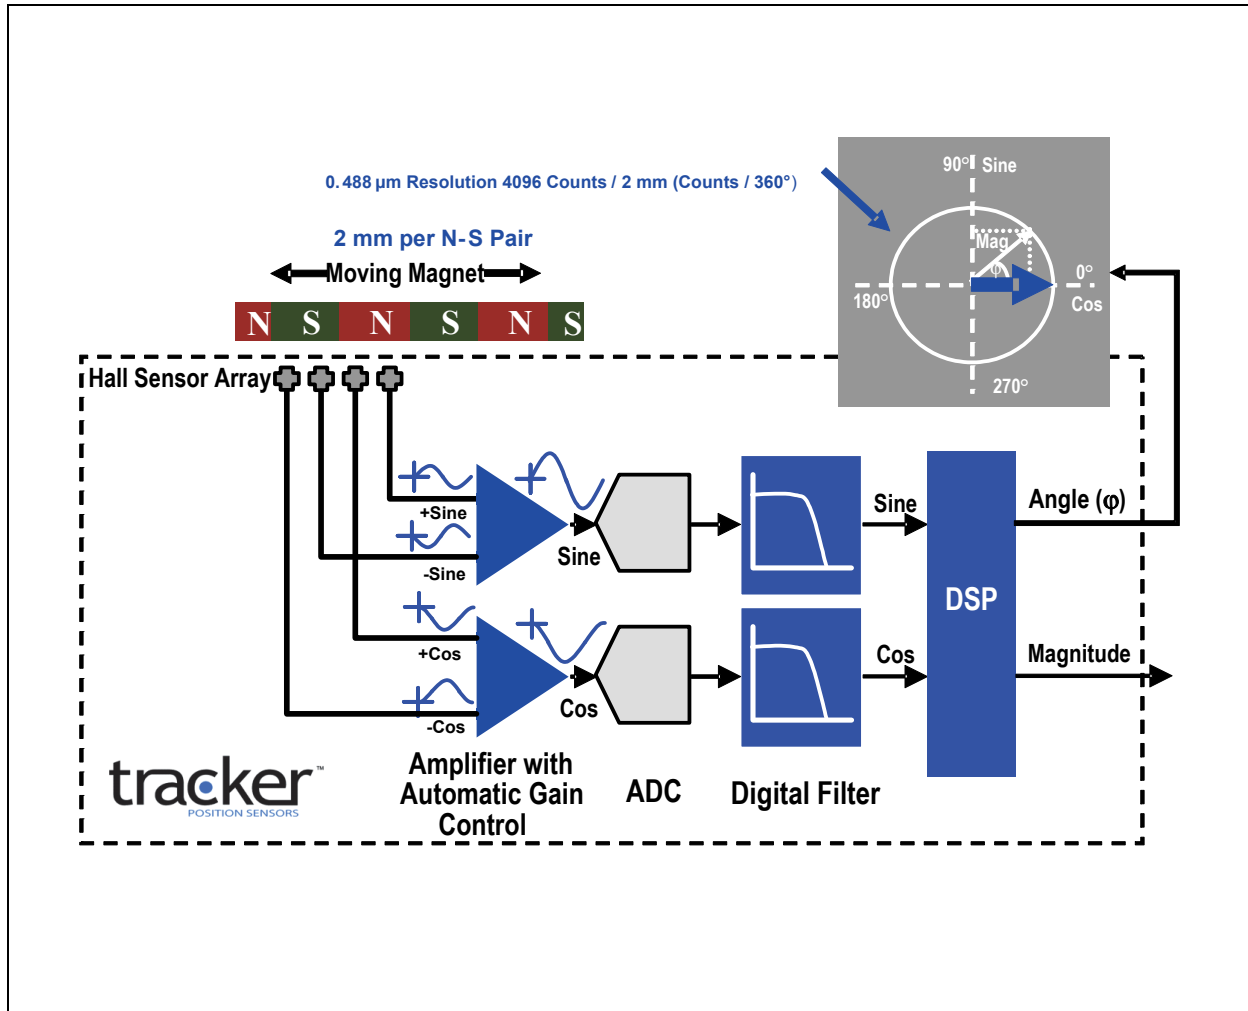 90° Sine
0.488 µm Resolution 4096 Counts / 2 mm (Counts / 360°)
2 mm per N-S Pair
Moving Magnet
Mag
φ
0°
180°
Cos
270°
N S N S N S
Hall Sensor Array
+Sine
-Sine
Sine
Sine
Angle (φ)
DSP
+Cos
-Cos
Cos
Cos
Magnitude
Amplifier with
Automatic Gain
Control
ADC
Digital Filter
tracker™
POSITION SENSORS